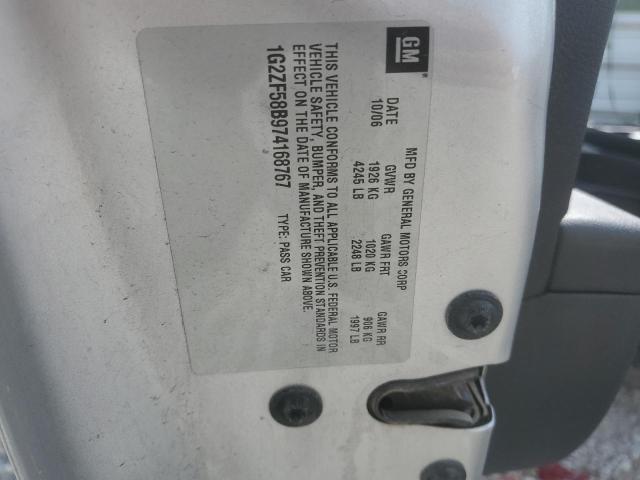 GM
MFD BY GENERAL MOTORS CORP
DATE GVWR GAWR FRT GAWR RR
10/06 1926 KG 1020 KG 906 KG
4245 LB 2248 LB 1997 LB
THIS VEHICLE CONFORMS TO ALL APPLICABLE U.S. FEDERAL MOTOR
VEHICLE SAFETY, BUMPER, AND THEFT PREVENTION STANDARDS IN
EFFECT ON THE DATE OF MANUFACTURE SHOWN ABOVE.
1G2ZF58B974168767 TYPE: PASS CAR